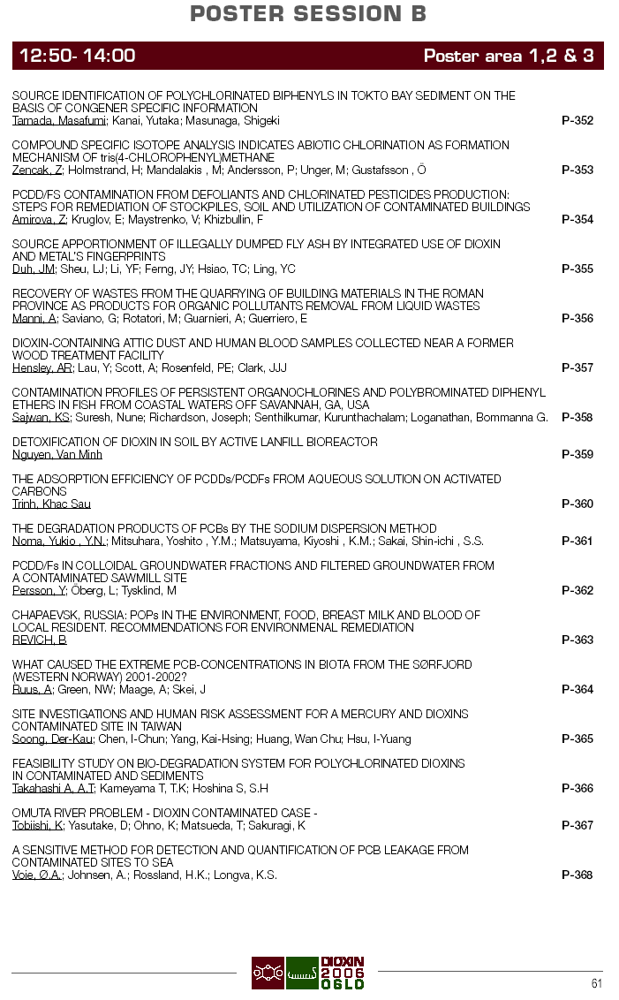 POSTER SESSION B
12:50- 14:00 Poster area 1,2 & 3
SOURCE IDENTIFICATION OF POLYCHLORINATED BIPHENYLS IN TOKTO BAY SEDIMENT ON THE
BASIS OF CONGENER SPECIFIC INFORMATION
Tamada, Masafumi; Kanai, Yutaka; Masunaga, Shigeki P-352
COMPOUND SPECIFIC ISOTOPE ANALYSIS INDICATES ABIOTIC CHLORINATION AS FORMATION
MECHANISM OF tris(4-CHLOROPHENYL)METHANE
Zencak, Z; Holmstrand, H; Mandalakis , M; Andersson, P; Unger, M; Gustafsson , Ö P-353
PCDD/FS CONTAMINATION FROM DEFOLIANTS AND CHLORINATED PESTICIDES PRODUCTION:
STEPS FOR REMEDIATION OF STOCKPILES, SOIL AND UTILIZATION OF CONTAMINATED BUILDINGS
Amirova, Z; Kruglov, E; Maystrenko, V; Khizbullin, F P-354
SOURCE APPORTIONMENT OF ILLEGALLY DUMPED FLY ASH BY INTEGRATED USE OF DIOXIN
AND METAL'S FINGERPRINTS
Duh, JM; Sheu, LJ; Li, YF; Ferng, JY; Hsiao, TC; Ling, YC P-355
RECOVERY OF WASTES FROM THE QUARRYING OF BUILDING MATERIALS IN THE ROMAN
PROVINCE AS PRODUCTS FOR ORGANIC POLLUTANTS REMOVAL FROM LIQUID WASTES
Manni, A; Saviano, G; Rotatori, M; Guarnieri, A; Guerriero, E P-356
DIOXIN-CONTAINING ATTIC DUST AND HUMAN BLOOD SAMPLES COLLECTED NEAR A FORMER
WOOD TREATMENT FACILITY
Hensley, AR; Lau, Y; Scott, A; Rosenfeld, PE; Clark, JJJ P-357
CONTAMINATION PROFILES OF PERSISTENT ORGANOCHLORINES AND POLYBROMINATED DIPHENYL
ETHERS IN FISH FROM COASTAL WATERS OFF SAVANNAH, GA, USA
Sajwan, KS; Suresh, Nune; Richardson, Joseph; Senthilkumar, Kurunthachalam; Loganathan, Bommanna G. P-358
DETOXIFICATION OF DIOXIN IN SOIL BY ACTIVE LANFILL BIOREACTOR
Nguyen, Van Minh P-359
THE ADSORPTION EFFICIENCY OF PCDDs/PCDFs FROM AQUEOUS SOLUTION ON ACTIVATED
CARBONS
Trinh, Khac Sau P-360
THE DEGRADATION PRODUCTS OF PCBs BY THE SODIUM DISPERSION METHOD
Noma, Yukio , Y.N.; Mitsuhara, Yoshito , Y.M.; Matsuyama, Kiyoshi , K.M.; Sakai, Shin-ichi , S.S. P-361
PCDD/Fs IN COLLOIDAL GROUNDWATER FRACTIONS AND FILTERED GROUNDWATER FROM
A CONTAMINATED SAWMILL SITE
Persson, Y; Öberg, L; Tysklind, M P-362
CHAPAEVSK, RUSSIA: POPs IN THE ENVIRONMENT, FOOD, BREAST MILK AND BLOOD OF
LOCAL RESIDENT. RECOMMENDATIONS FOR ENVIRONMENAL REMEDIATION
REVICH, B P-363
WHAT CAUSED THE EXTREME PCB-CONCENTRATIONS IN BIOTA FROM THE SØRFJORD
(WESTERN NORWAY) 2001-2002?
Ruus, A; Green, NW; Maage, A; Skei, J P-364
SITE INVESTIGATIONS AND HUMAN RISK ASSESSMENT FOR A MERCURY AND DIOXINS
CONTAMINATED SITE IN TAIWAN
Soong, Der-Kau; Chen, I-Chun; Yang, Kai-Hsing; Huang, Wan Chu; Hsu, I-Yuang P-365
FEASIBILITY STUDY ON BIO-DEGRADATION SYSTEM FOR POLYCHLORINATED DIOXINS
IN CONTAMINATED AND SEDIMENTS
Takahashi A, A.T; Kameyama T, T.K; Hoshina S, S.H P-366
OMUTA RIVER PROBLEM - DIOXIN CONTAMINATED CASE -
Tobiishi, K; Yasutake, D; Ohno, K; Matsueda, T; Sakuragi, K P-367
A SENSITIVE METHOD FOR DETECTION AND QUANTIFICATION OF PCB LEAKAGE FROM
CONTAMINATED SITES TO SEA
Voie, Ø.A.; Johnsen, A.; Rossland, H.K.; Longva, K.S. P-368
DIOXIN
2006
OSLO
61